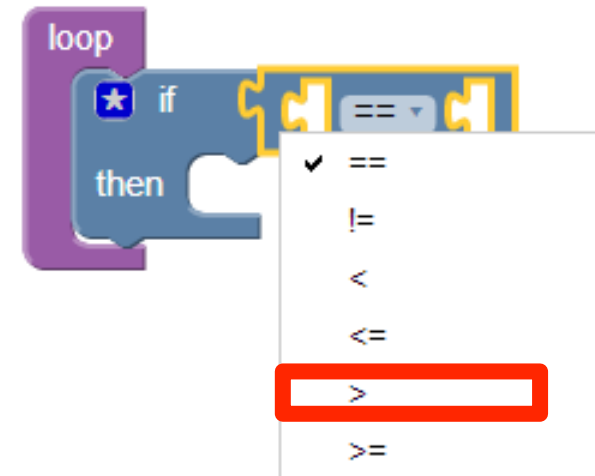 loop
if ==
then
✓ ==
!=
<
<=
>
>=